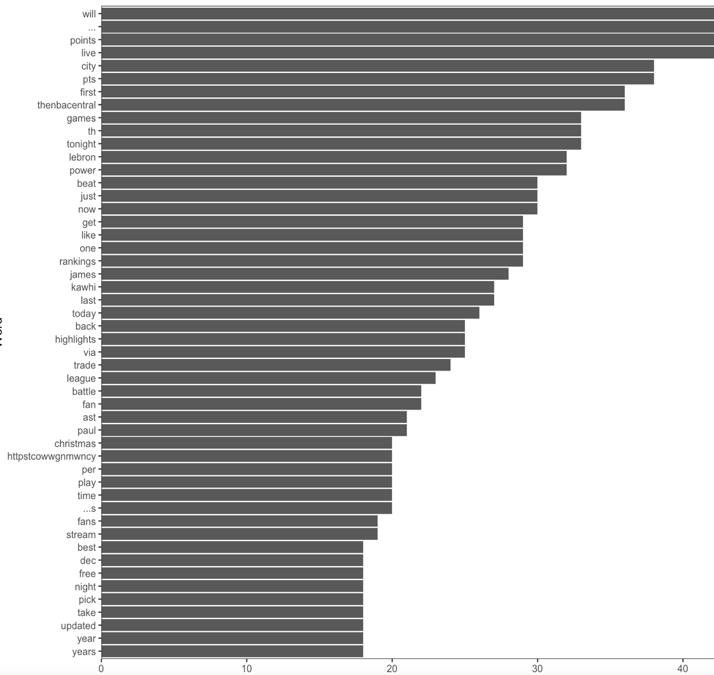 will
...
points
live
city
pts
first
thenbacentral
games
th
tonight
lebron
power
beat
just
now
get
like
one
rankings
james
kawhi
last
today
back
highlights
via
trade
league
battle
fan
ast
paul
christmas
httpstcowwgnmwncy
per
play
time
...s
fans
stream
best
dec
free
night
pick
take
updated
year
years
0 10 20 30 40